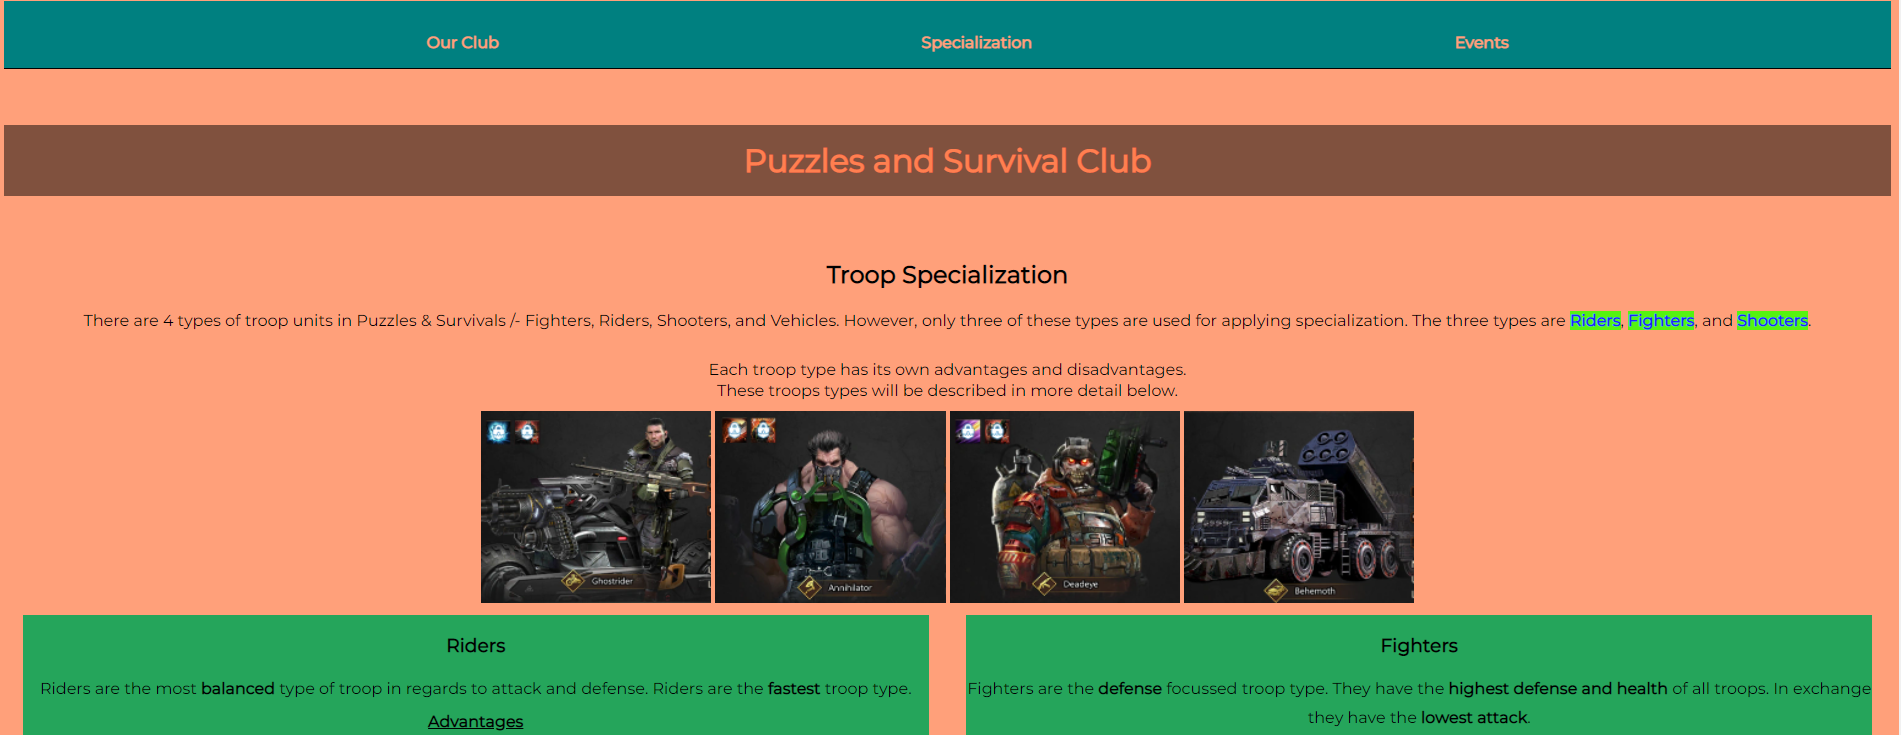 Our Club Specialization Events
Puzzles and Survival Club
Troop Specialization
There are 4 types of troop units in Puzzles & Survivals /- Fighters, Riders, Shooters, and Vehicles. However, only three of these types are used for applying specialization. The three types are Riders, Fighters, and Shooters.
Each troop type has its own advantages and disadvantages.
These troops types will be described in more detail below.
Ghostrider
Annihilator
Deadeye
Behemoth
Riders
Riders are the most balanced type of troop in regards to attack and defense. Riders are the fastest troop type.
Advantages
Fighters
Fighters are the defense focussed troop type. They have the highest defense and health of all troops. In exchange
they have the lowest attack.